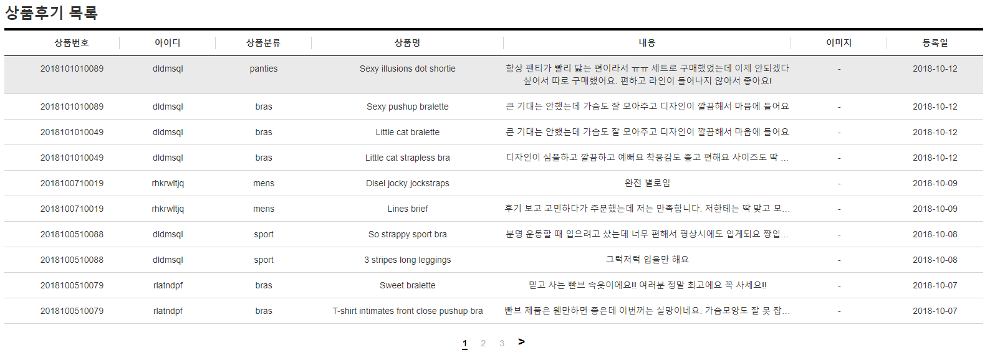 상품후기 목록
상품번호 아이디 상품분류 상품명 내용 이미지 등록일
2018101010089 dldmsql panties Sexy illusions dot shortie 항상 팬티가 빨리 닳는 편이라서 ㅠㅠ 세트로 구매했었는데 이제 안되겠다 - 2018-10-12
싶어서 따로 구매했어요. 편하고 라인이 들어나지 않아서 좋아요!
2018101010089 dldmsql bras Sexy pushup bralette 큰 기대는 안했는데 가슴도 잘 모아주고 디자인이 깔끔해서 마음에 들어요 - 2018-10-12
2018101010049 dldmsql bras Little cat bralette 큰 기대는 안했는데 가슴도 잘 모아주고 디자인이 깔끔해서 마음에 들어요 - 2018-10-12
2018101010049 dldmsql bras Little cat strapless bra 디자인이 심플하고 깔끔하고 예뻐요 착용감도 좋고 편해요 사이즈도 딱 ... - 2018-10-12
2018100710019 rhkrwltjq mens Disel jocky jockstraps 완전 별로임 - 2018-10-09
2018100710019 rhkrwltjq mens Lines brief 후기 보고 고민하다가 주문했는데 저는 만족합니다. 저한테는 딱 맞고 모... - 2018-10-09
2018100510088 dldmsql sport So strappy sport bra 분명 운동할 때 입으려고 샀는데 너무 편해서 평상시에도 입게되요 짱입... - 2018-10-08
2018100510088 dldmsql sport 3 stripes long leggings 그럭저럭 입을만 해요 - 2018-10-08
2018100510079 rlatndpf bras Sweet bralette 믿고 사는 빤브 속옷이에요!! 여러분 정말 최고에요 꼭 사세요!! - 2018-10-07
2018100510079 rlatndpf bras T-shirt intimates front close pushup bra 빤브 제품은 웬만하면 좋은데 이번꺼는 실망이네요. 가슴모양도 잘 못 잡... - 2018-10-07
1 2 3 >